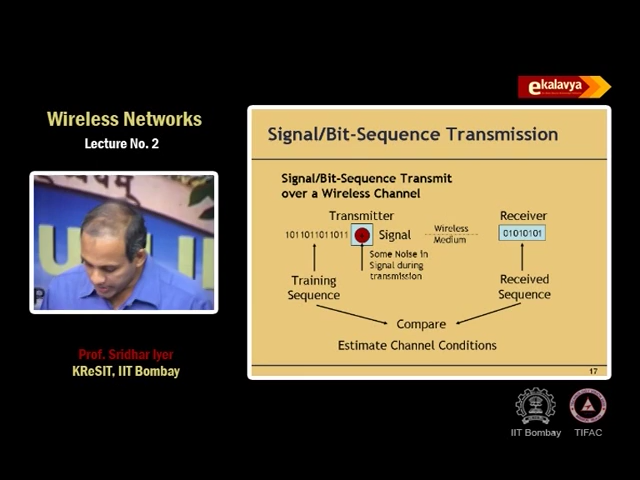 ekalavya
Wireless Networks
Lecture No. 2
Prof. Sridhar Iyer
KReSIT, IIT Bombay
Signal/Bit-Sequence Transmission
Signal/Bit-Sequence Transmit
over a Wireless Channel
Transmitter
Receiver
1011011011011
Signal
Wireless
Medium
01010101
Some Noise in
Signal during
transmission
Training
Sequence
Received
Sequence
Compare
Estimate Channel Conditions
17
IIT Bombay
TIFAC